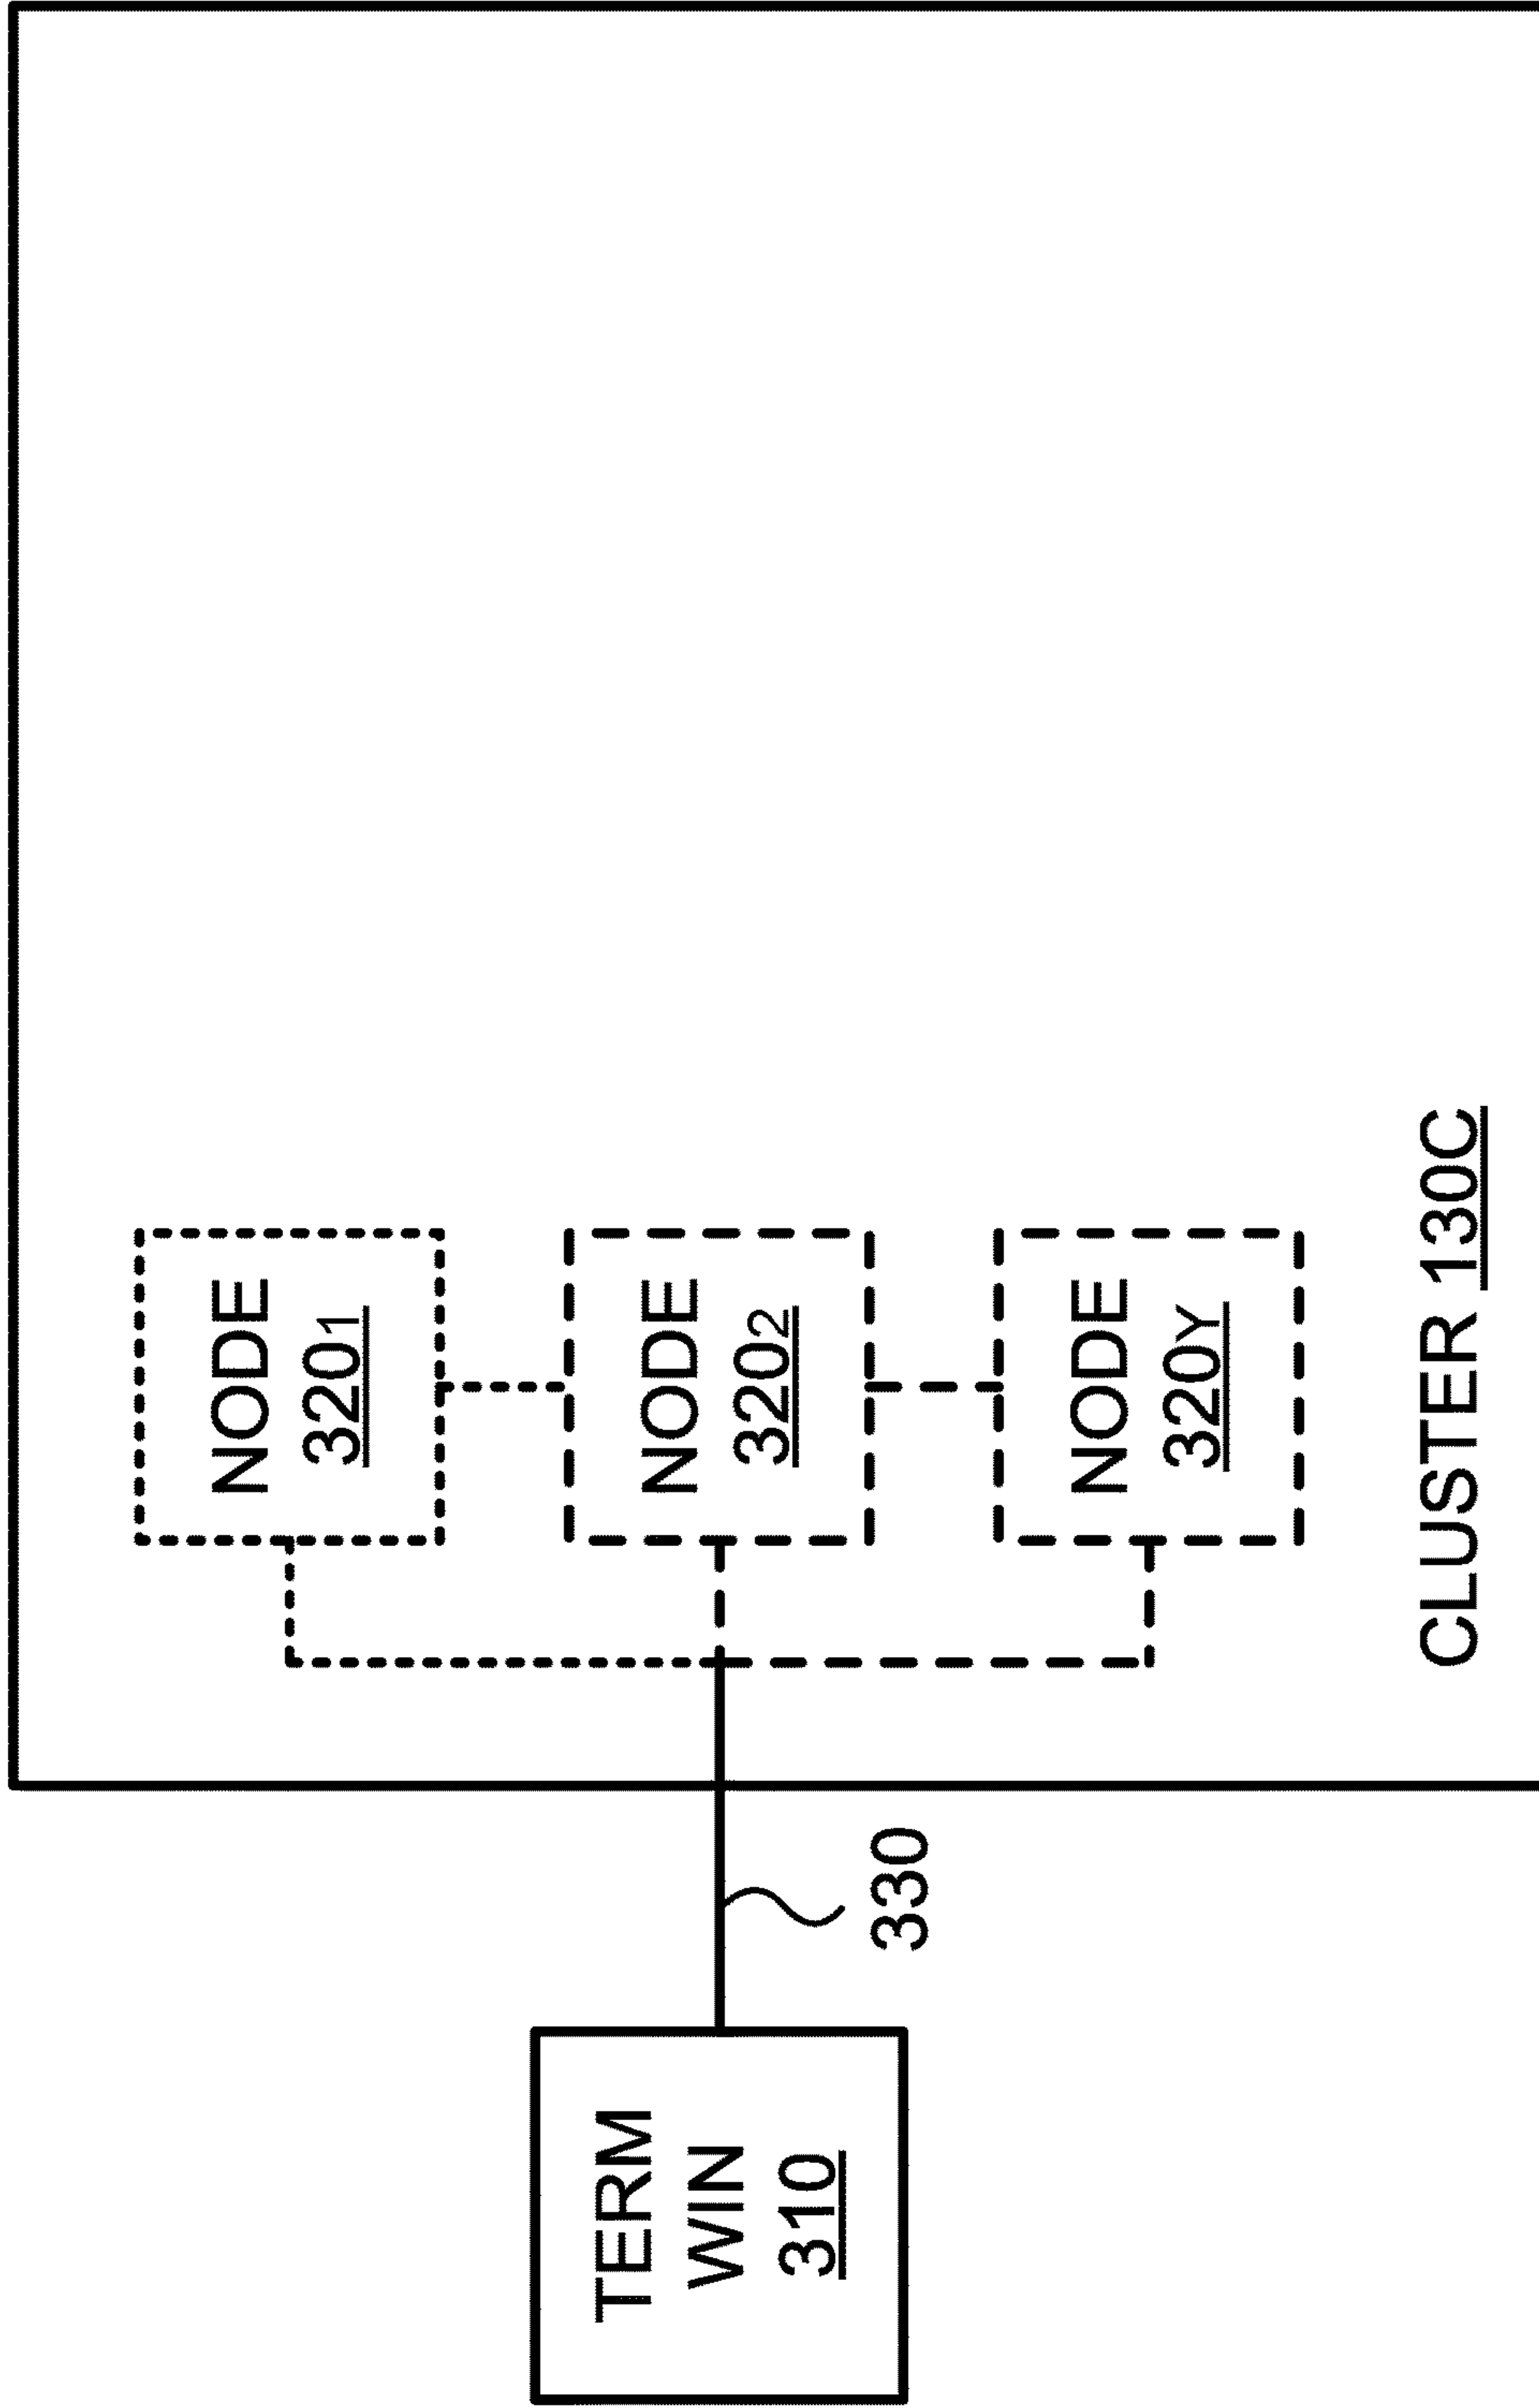 TERM
WIN
310
330
NODE
320₁
NODE
320₂
NODE
320Y
CLUSTER 130C